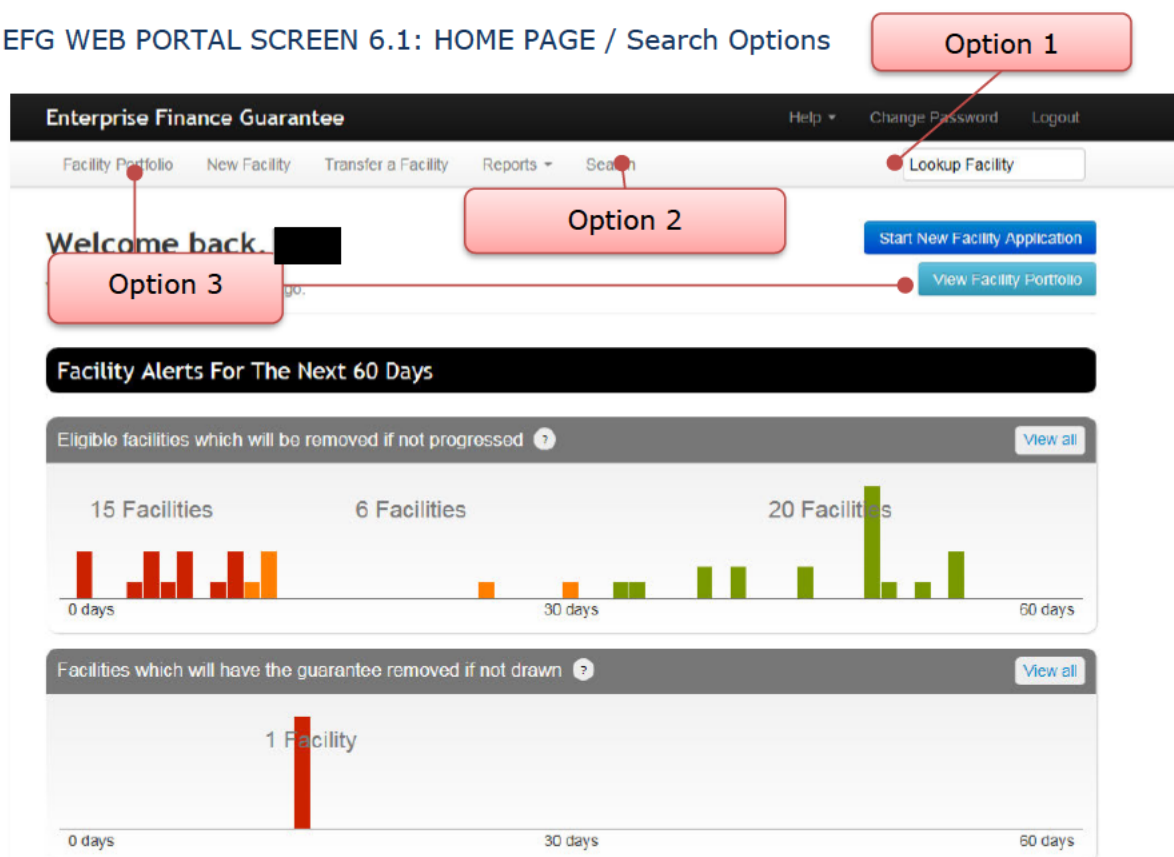 EFG WEB PORTAL SCREEN 6.1: HOME PAGE / Search Options
Option 1
Enterprise Finance Guarantee
Help
Change Password
Logout
Facility Portfolio
New Facility
Transfer a Facility
Reports
Search
Lookup Facility
Option 2
Welcome back,
Start New Facility Application
Option 3
go.
View Facility Portfolio
Facility Alerts For The Next 60 Days
Eligible facilities which will be removed if not progressed ?
View all
15 Facilities
6 Facilities
20 Facilities
0 days
30 days
60 days
Facilities which will have the guarantee removed if not drawn ?
View all
1 Facility
0 days
30 days
60 days